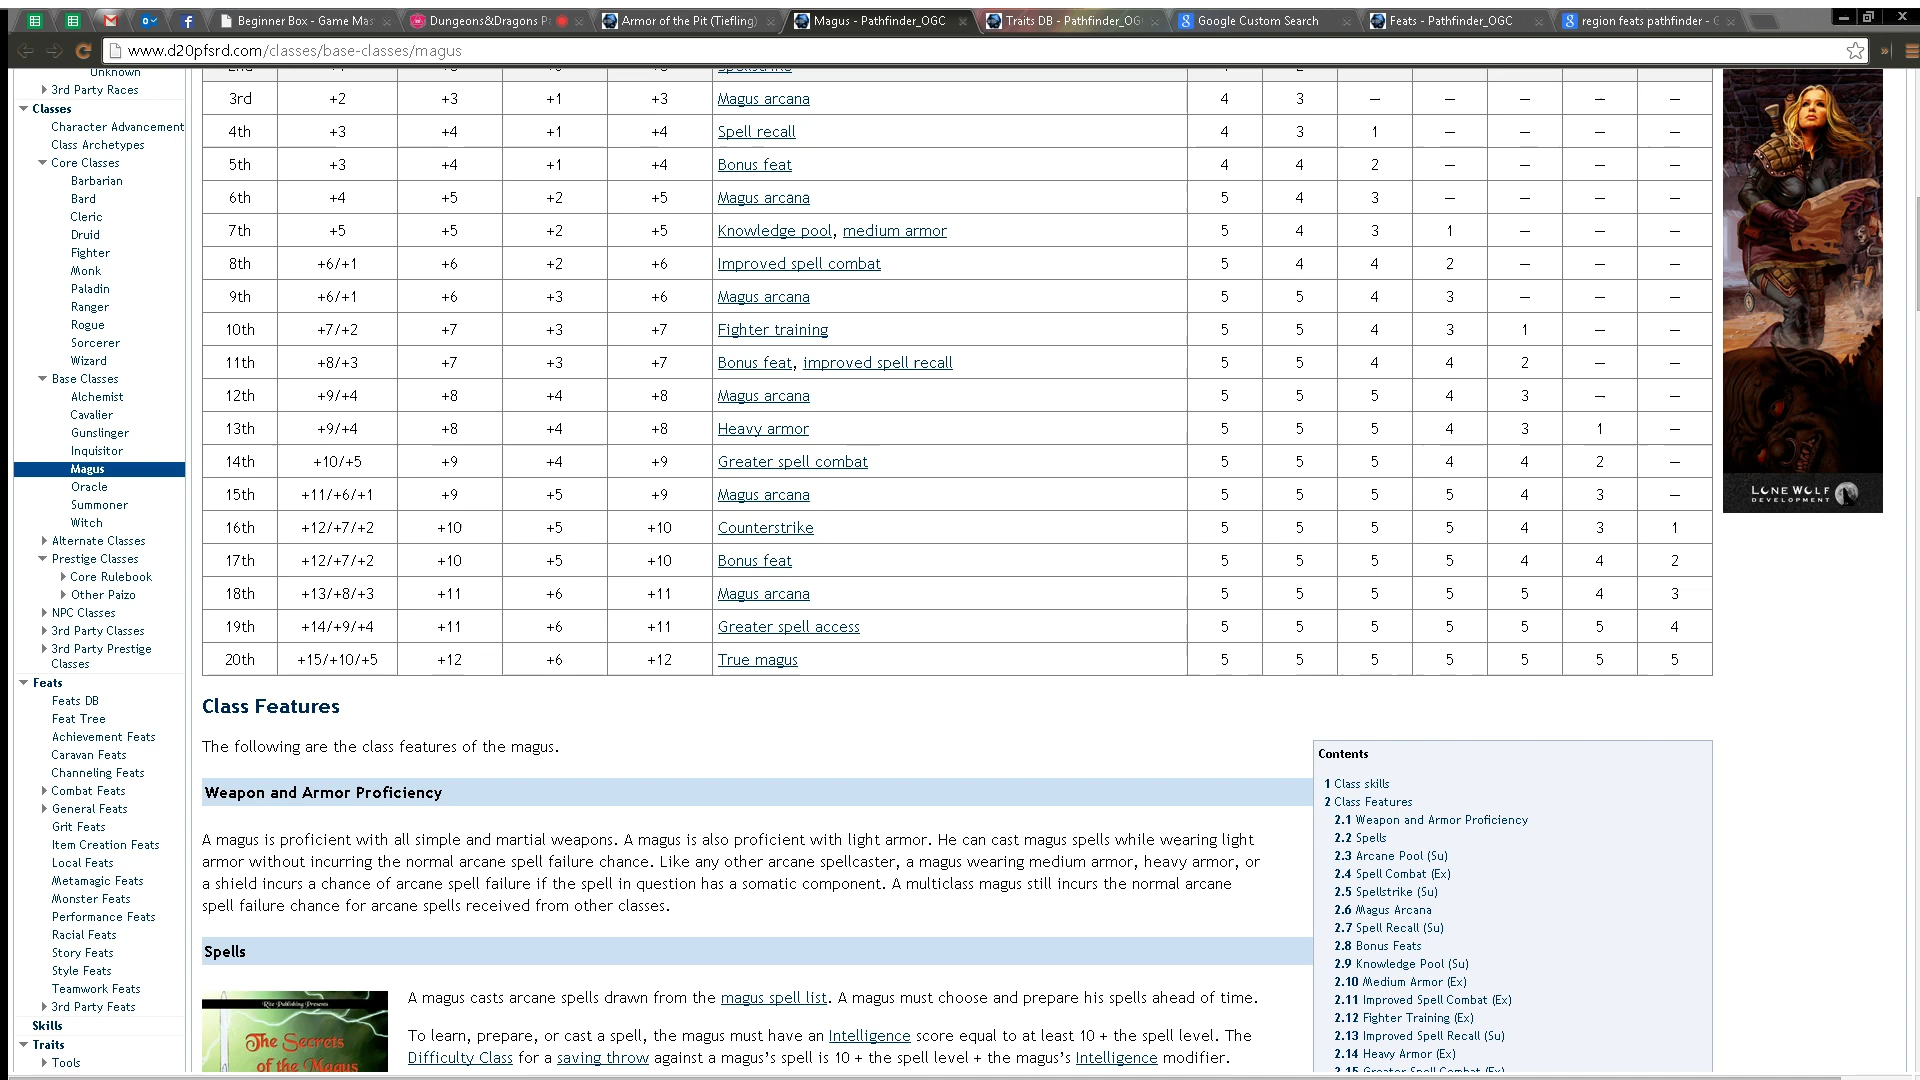 Beginner Box - Game Mas
Dungeons&Dragons P
Armor of the Pit (Tiefling)
Magus - Pathfinder_OGC
Traits DB - Pathfinder_OG
Google Custom Search
Feats - Pathfinder_OGC
region feats pathfinder - G
www.d20pfsrd.com/classes/base-classes/magus
Unknown
3rd Party Races
Classes
Character Advancement
Class Archetypes
Core Classes
Barbarian
Bard
Cleric
Druid
Fighter
Monk
Paladin
Ranger
Rogue
Sorcerer
Wizard
Base Classes
Alchemist
Cavalier
Gunslinger
Inquisitor
Magus
Oracle
Summoner
Witch
Alternate Classes
Prestige Classes
Core Rulebook
Other Paizo
NPC Classes
3rd Party Classes
3rd Party Prestige
Classes
Feats
Feats DB
Feat Tree
Achievement Feats
Caravan Feats
Channeling Feats
Combat Feats
General Feats
Grit Feats
Item Creation Feats
Local Feats
Metamagic Feats
Monster Feats
Performance Feats
Racial Feats
Story Feats
Style Feats
Teamwork Feats
3rd Party Feats
Skills
Traits
Tools
3rd +2 +3 +1 +3 Magus arcana 4 3 — — — — —
4th +3 +4 +1 +4 Spell recall 4 3 1 — — — —
5th +3 +4 +1 +4 Bonus feat 4 4 2 — — — —
6th +4 +5 +2 +5 Magus arcana 5 4 3 — — — —
7th +5 +5 +2 +5 Knowledge pool, medium armor 5 4 3 1 — — —
8th +6/+1 +6 +2 +6 Improved spell combat 5 4 4 2 — — —
9th +6/+1 +6 +3 +6 Magus arcana 5 5 4 3 — — —
10th +7/+2 +7 +3 +7 Fighter training 5 5 4 3 1 — —
11th +8/+3 +7 +3 +7 Bonus feat, improved spell recall 5 5 4 4 2 — —
12th +9/+4 +8 +4 +8 Magus arcana 5 5 5 4 3 — —
13th +9/+4 +8 +4 +8 Heavy armor 5 5 5 4 3 1 —
14th +10/+5 +9 +4 +9 Greater spell combat 5 5 5 4 4 2 —
15th +11/+6/+1 +9 +5 +9 Magus arcana 5 5 5 5 4 3 —
16th +12/+7/+2 +10 +5 +10 Counterstrike 5 5 5 5 4 3 1
17th +12/+7/+2 +10 +5 +10 Bonus feat 5 5 5 5 4 4 2
18th +13/+8/+3 +11 +6 +11 Magus arcana 5 5 5 5 5 4 3
19th +14/+9/+4 +11 +6 +11 Greater spell access 5 5 5 5 5 5 4
20th +15/+10/+5 +12 +6 +12 True magus 5 5 5 5 5 5 5
Class Features
The following are the class features of the magus.
Weapon and Armor Proficiency
A magus is proficient with all simple and martial weapons. A magus is also proficient with light armor. He can cast magus spells while wearing light
armor without incurring the normal arcane spell failure chance. Like any other arcane spellcaster, a magus wearing medium armor, heavy armor, or
a shield incurs a chance of arcane spell failure if the spell in question has a somatic component. A multiclass magus still incurs the normal arcane
spell failure chance for arcane spells received from other classes.
Spells
Rite Publishing Presents
The Secrets
of the Magus
A magus casts arcane spells drawn from the magus spell list. A magus must choose and prepare his spells ahead of time.
To learn, prepare, or cast a spell, the magus must have an Intelligence score equal to at least 10 + the spell level. The
Difficulty Class for a saving throw against a magus's spell is 10 + the spell level + the magus's Intelligence modifier.
Contents
1 Class skills
2 Class Features
2.1 Weapon and Armor Proficiency
2.2 Spells
2.3 Arcane Pool (Su)
2.4 Spell Combat (Ex)
2.5 Spellstrike (Su)
2.6 Magus Arcana
2.7 Spell Recall (Su)
2.8 Bonus Feats
2.9 Knowledge Pool (Su)
2.10 Medium Armor (Ex)
2.11 Improved Spell Combat (Ex)
2.12 Fighter Training (Ex)
2.13 Improved Spell Recall (Su)
2.14 Heavy Armor (Ex)
2.15 Greater Spell Combat (Ex)
LONE WOLF
DEVELOPMENT